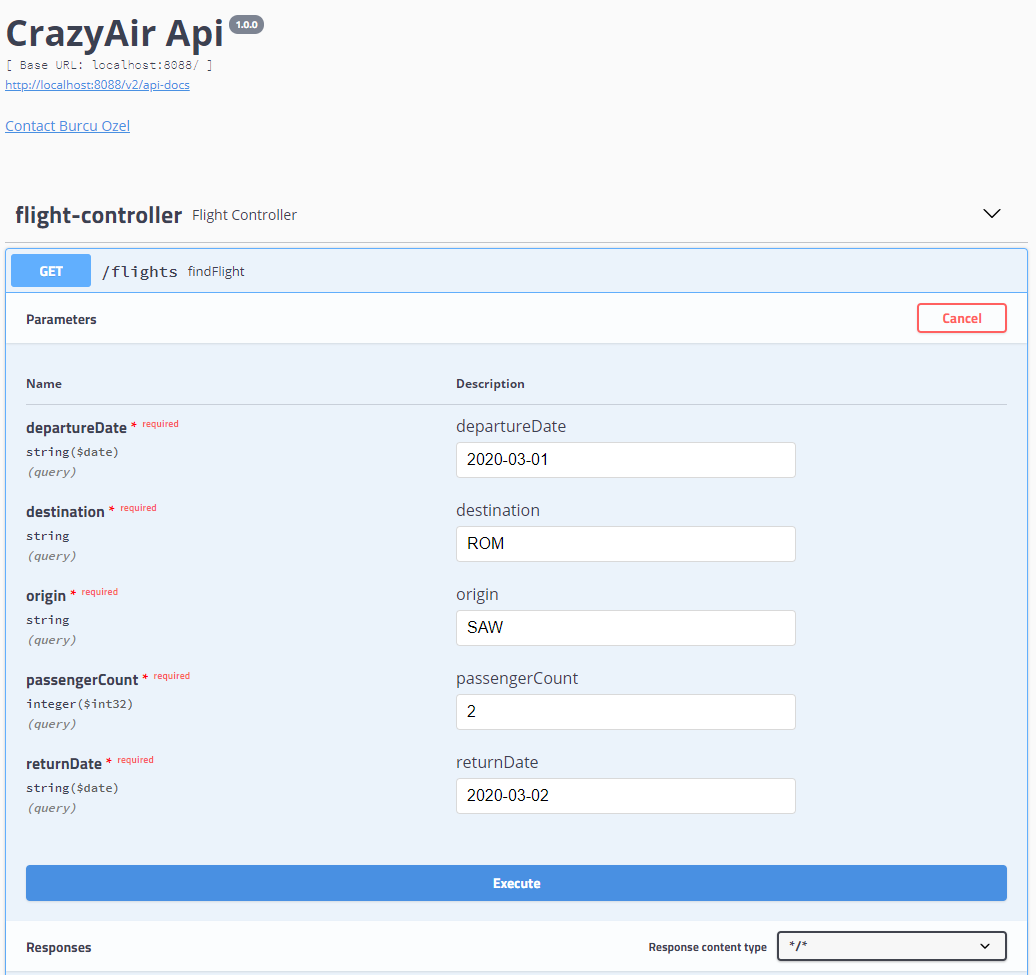 CrazyAir Api 1.0.0
[ Base URL: localhost:8088/ ]
http://localhost:8088/v2/api-docs
Contact Burcu Ozel
flight-controller Flight Controller
GET /flights findFlight
Parameters Cancel
Name Description
departureDate * required departureDate
string($date) 2020-03-01
(query)
destination * required destination
string ROM
(query)
origin * required origin
string SAW
(query)
passengerCount * required passengerCount
integer($int32) 2
(query)
returnDate * required returnDate
string($date) 2020-03-02
(query)
Execute
Responses Response content type */*